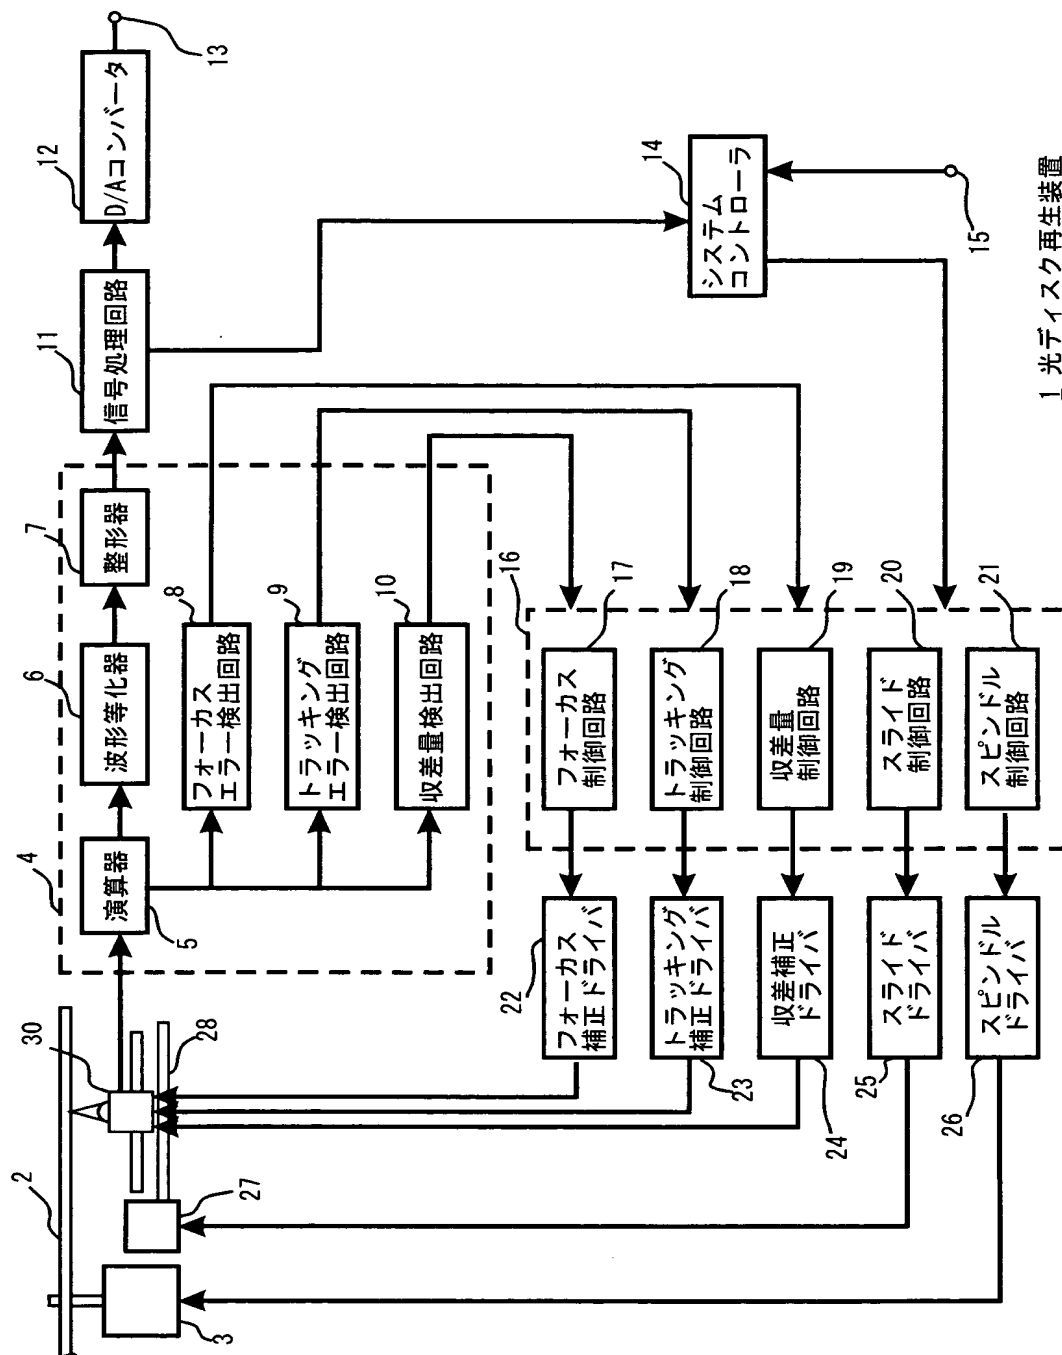 2
3
27
30
28
4
演算器
5
6
波形等化器
7
整形器
11
信号処理回路
12
D/Aコンバータ
13
8
フォーカス
エラー検出回路
9
トラッキング
エラー検出回路
10
収差量検出回路
14
システム
コントローラ
15
16
22
フォーカス
補正ドライバ
フォーカス
制御回路
17
トラッキング
補正ドライバ
23
トラッキング
制御回路
18
収差補正
ドライバ
24
収差量
制御回路
19
スライド
ドライバ
25
スライド
制御回路
20
スピンドル
ドライバ
26
スピンドル
制御回路
21
1 光ディスク再生装置